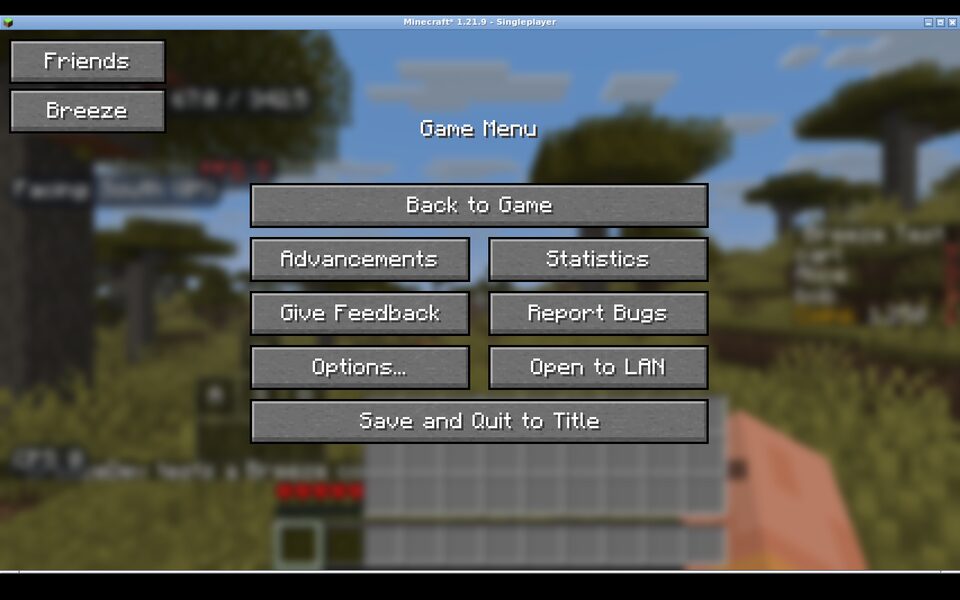 Minecraft* 1.21.9 - Singleplayer
Friends
Breeze
Game Menu
Back to Game
Advancements
Statistics
Give Feedback
Report Bugs
Options...
Open to LAN
Save and Quit to Title